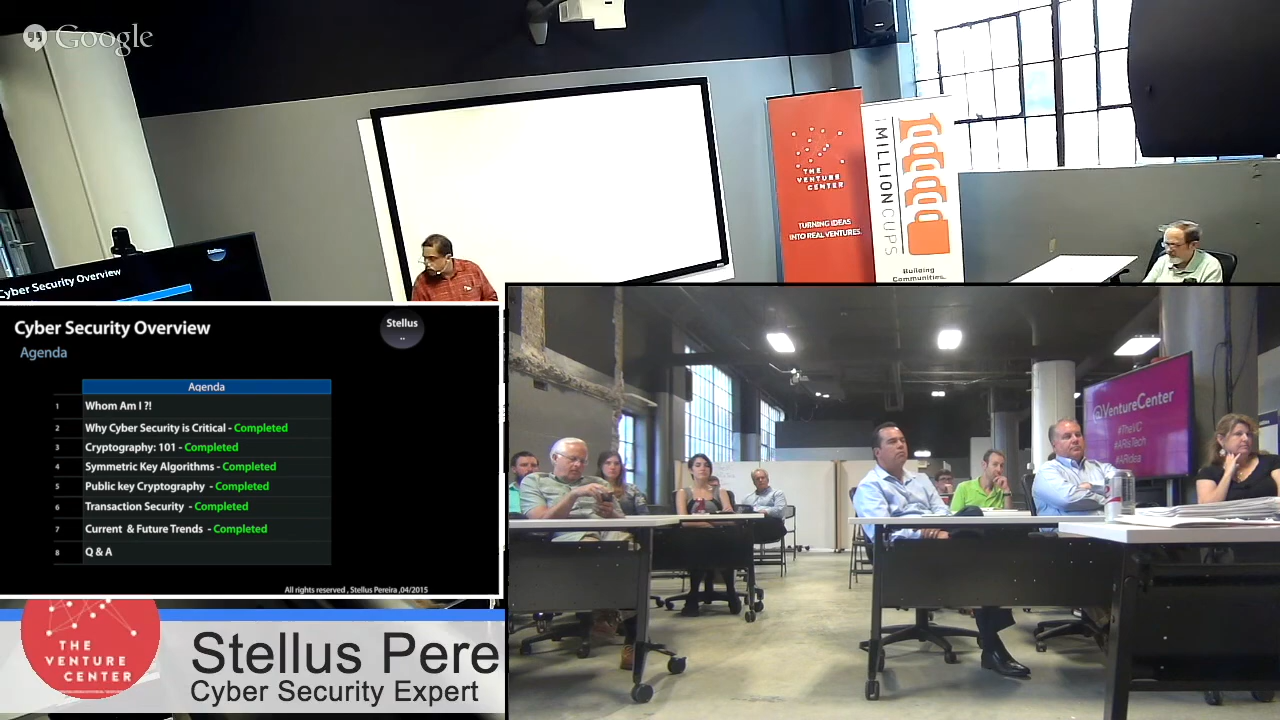 Google
THE
VENTURE
CENTER
TURNING IDEAS
INTO REAL VENTURES.
1 MILLION CUPS
Building
Communities.
Stellus
Cyber Security Overview
Cyber Security Overview
Stellus
Agenda
Agenda
1 Whom Am I ?!
2 Why Cyber Security is Critical - Completed
3 Cryptography: 101 - Completed
4 Symmetric Key Algorithms - Completed
5 Public key Cryptography - Completed
6 Transaction Security - Completed
7 Current & Future Trends - Completed
8 Q & A
All rights reserved , Stellus Pereira ,04/2015
@VentureCenter
#TheVC
#ARisTech
#ARidea
THE
VENTURE
CENTER
Stellus Pere
Cyber Security Expert